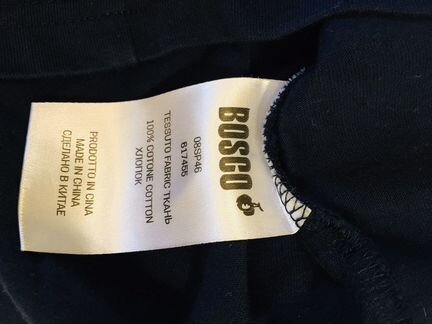 BOSCO
08SP46
617455
TESSUTO FABRIC ТКАНЬ
100% COTONE COTTON
ХЛОПОК
PRODOTTO IN CINA
MADE IN CHINA
СДЕЛАНО В КИТАЕ